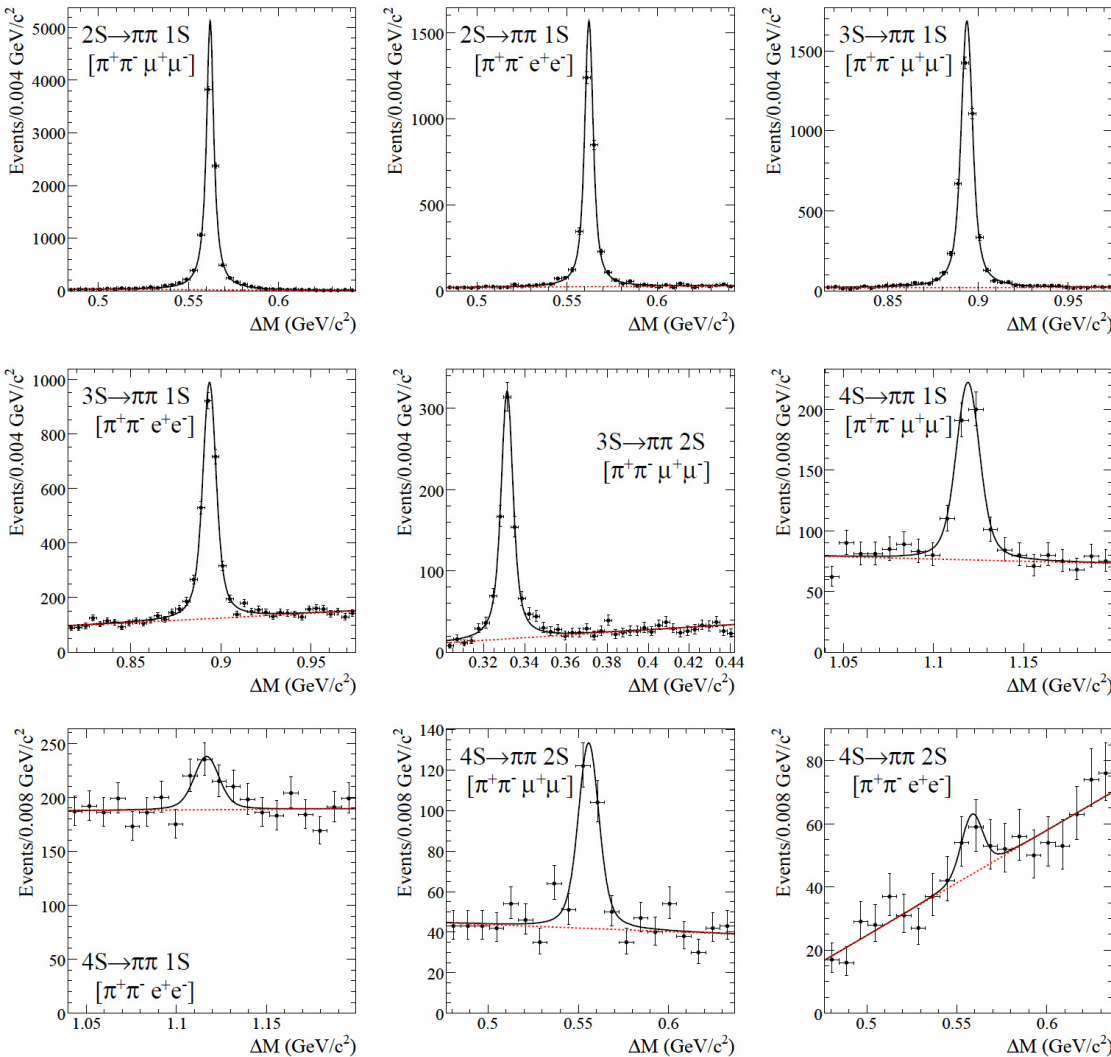 2S→ππ 1S
[π⁺π⁻ μ⁺μ⁻]
Events/0.004 GeV/c²
5000
4000
3000
2000
1000
0
0.5 0.55 0.6
ΔM (GeV/c²)
2S→ππ 1S
[π⁺π⁻ e⁺e⁻]
Events/0.004 GeV/c²
1500
1000
500
0
0.5 0.55 0.6
ΔM (GeV/c²)
3S→ππ 1S
[π⁺π⁻ μ⁺μ⁻]
Events/0.004 GeV/c²
1500
1000
500
0
0.85 0.9 0.95
ΔM (GeV/c²)
3S→ππ 1S
[π⁺π⁻ e⁺e⁻]
Events/0.004 GeV/c²
1000
800
600
400
200
0
0.85 0.9 0.95
ΔM (GeV/c²)
3S→ππ 2S
[π⁺π⁻ μ⁺μ⁻]
Events/0.004 GeV/c²
300
200
100
0
0.32 0.34 0.36 0.38 0.4 0.42 0.44
ΔM (GeV/c²)
4S→ππ 1S
[π⁺π⁻ μ⁺μ⁻]
Events/0.008 GeV/c²
200
150
100
50
0
1.05 1.1 1.15
ΔM (GeV/c²)
4S→ππ 1S
[π⁺π⁻ e⁺e⁻]
Events/0.008 GeV/c²
250
200
150
100
50
0
1.05 1.1 1.15
ΔM (GeV/c²)
4S→ππ 2S
[π⁺π⁻ μ⁺μ⁻]
Events/0.008 GeV/c²
140
120
100
80
60
40
20
0
0.5 0.55 0.6
ΔM (GeV/c²)
4S→ππ 2S
[π⁺π⁻ e⁺e⁻]
Events/0.008 GeV/c²
80
60
40
20
0
0.5 0.55 0.6
ΔM (GeV/c²)